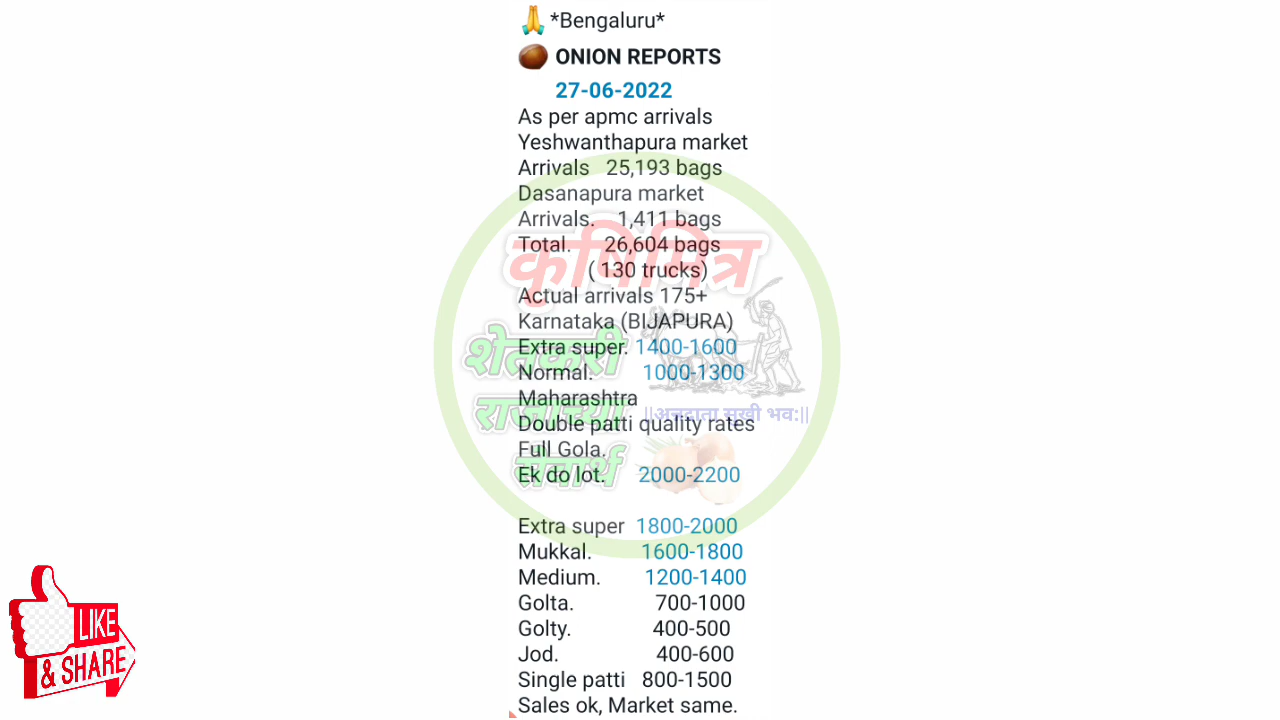 🙏*Bengaluru*
🌰 ONION REPORTS
27-06-2022
As per apmc arrivals
Yeshwanthapura market
Arrivals 25,193 bags
Dasanapura market
Arrivals. 1,411 bags
Total. 26,604 bags
( 130 trucks)
Actual arrivals 175+
Karnataka (BIJAPURA)
Extra super. 1400-1600
Normal. 1000-1300
Maharashtra
Double patti quality rates
Full Gola.
Ek do lot. 2000-2200
Extra super 1800-2000
Mukkal. 1600-1800
Medium. 1200-1400
Golta. 700-1000
Golty. 400-500
Jod. 400-600
Single patti 800-1500
Sales ok, Market same.
कृषिमित्र
शेतकरी
राजाच्या
सेवार्थ
||अन्नदाता सुखी भव:||
LIKE
& SHARE